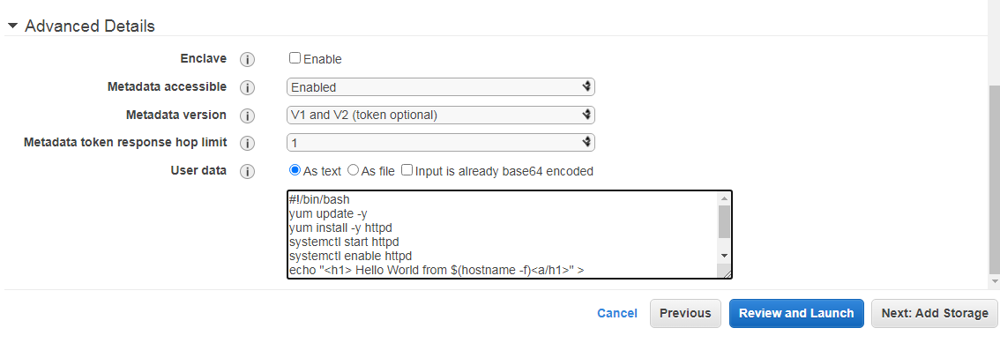 Advanced Details
Enclave i Enable
Metadata accessible i Enabled
Metadata version i V1 and V2 (token optional)
Metadata token response hop limit i 1
User data i As text As file Input is already base64 encoded
#!/bin/bash
yum update -y
yum install -y httpd
systemctl start httpd
systemctl enable httpd
echo "<h1> Hello World from $(hostname -f)<a/h1>" >
Cancel Previous Review and Launch Next: Add Storage